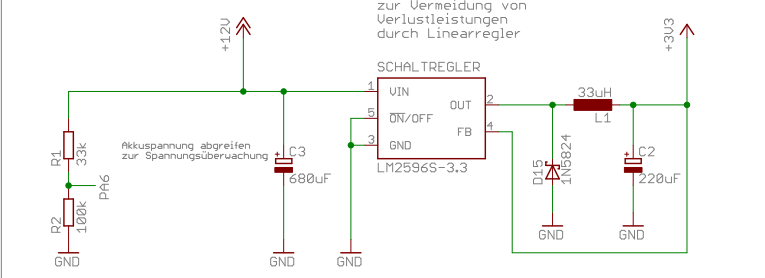 zur Vermeidung von
Verlustleistungen
durch Linearregler
+12V
+3V3
SCHALTREGLER
1 VIN
OUT 2
5 ON/OFF
FB 4
3 GND
LM2596S-3.3
33uH
L1
R1
33k
Akkuspannung abgreifen
zur Spannungsüberwachung
C3
680uF
PA6
R2
100k
D15
1N5824
C2
220uF
GND
GND
GND
GND
GND